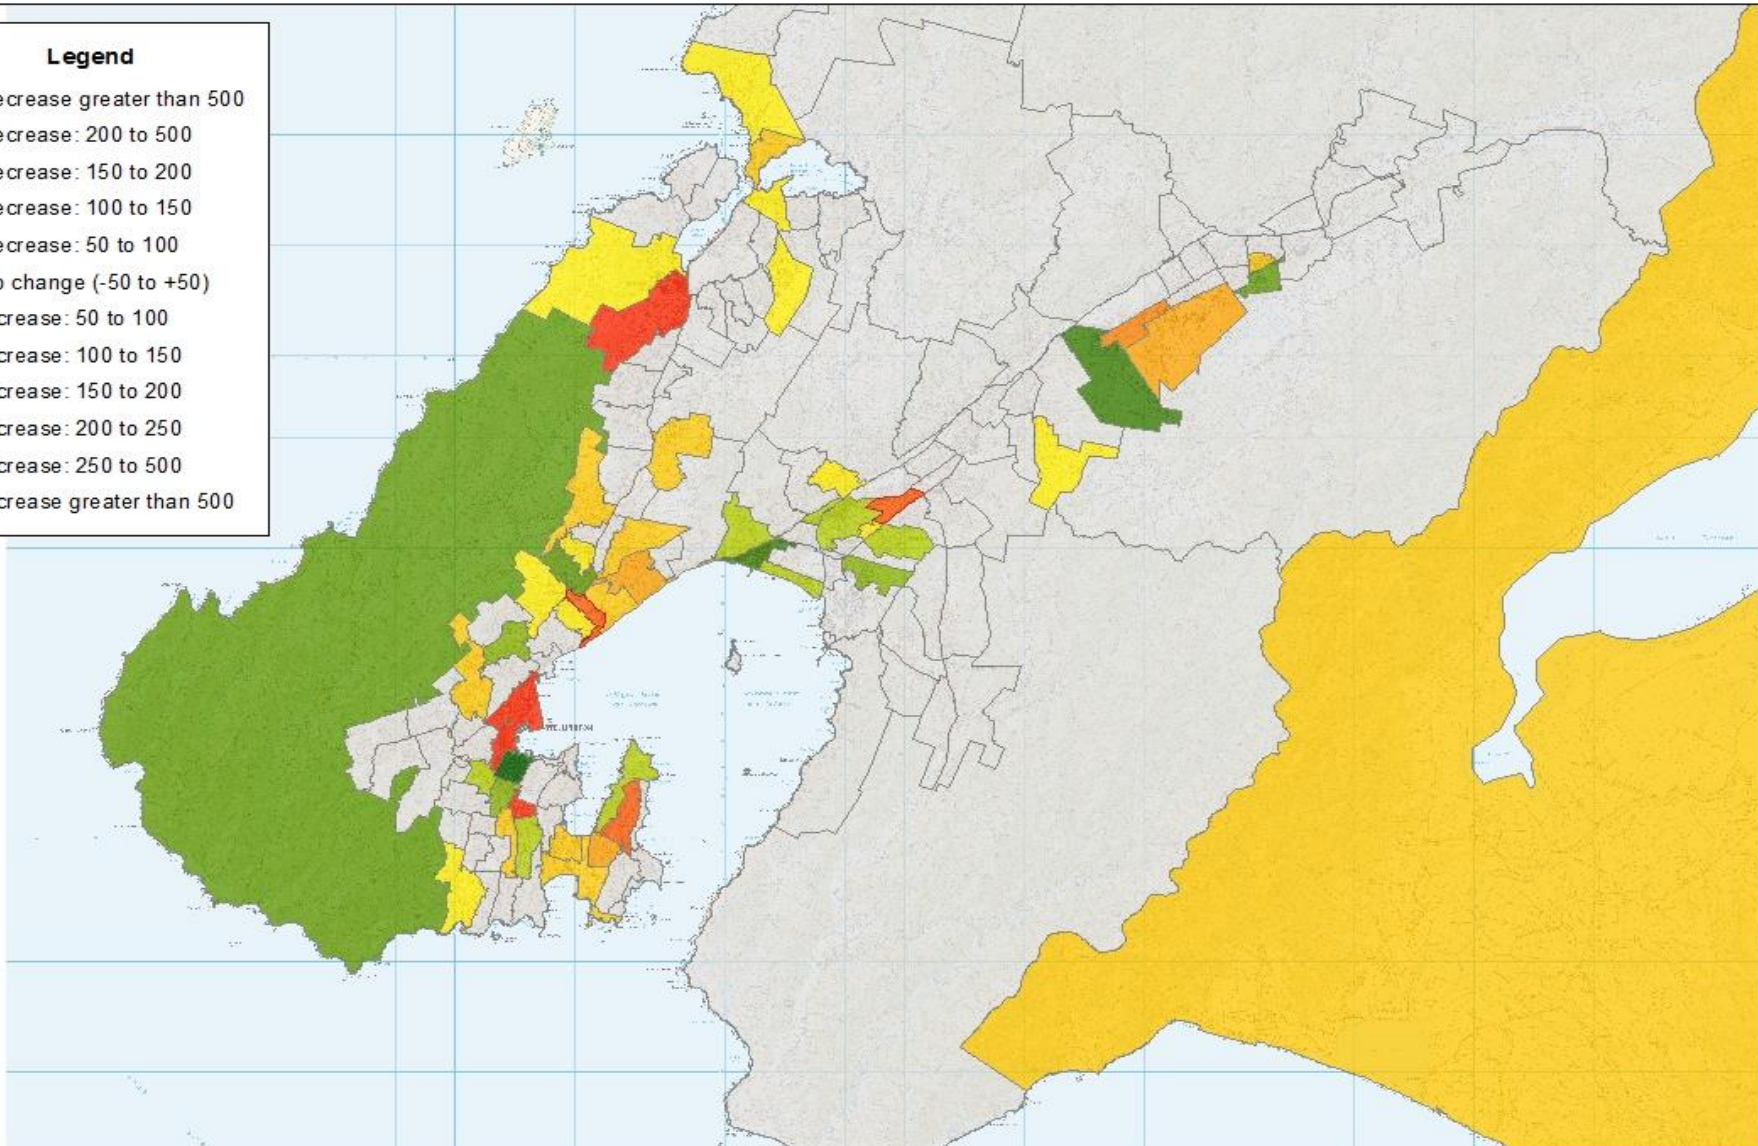 Legend
ecrease greater than 500
ecrease: 200 to 500
ecrease: 150 to 200
ecrease: 100 to 150
ecrease: 50 to 100
o change (-50 to +50)
crease: 50 to 100
crease: 100 to 150
crease: 150 to 200
crease: 200 to 250
crease: 250 to 500
crease greater than 500